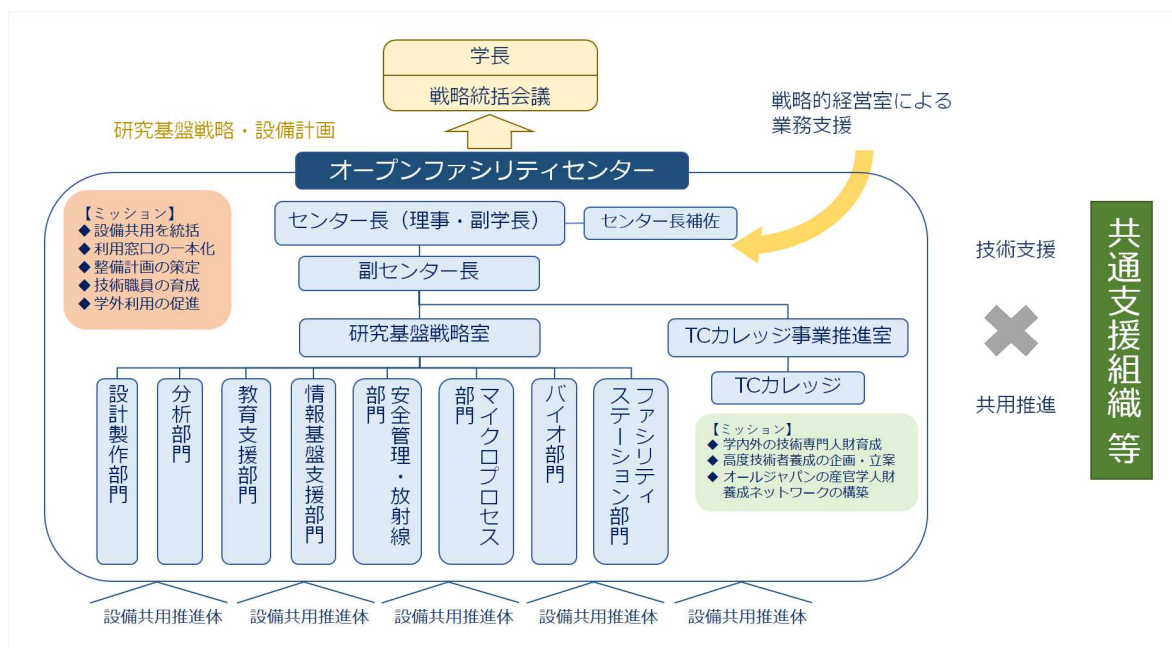 学長
戦略統括会議
戦略的経営室による
業務支援
研究基盤戦略・設備計画
オープンファシリティセンター
【ミッション】
◆ 設備共用を統括
◆ 利用窓口の一本化
◆ 整備計画の策定
◆ 技術職員の育成
◆ 学外利用の促進
センター長（理事・副学長）
センター長補佐
副センター長
研究基盤戦略室
TCカレッジ事業推進室
TCカレッジ
設計製作部門
分析部門
教育支援部門
情報基盤支援部門
安全管理・放射線
部門
マイクロプロセス
部門
バイオ部門
ファシリティ
ステーション部門
【ミッション】
◆ 学内外の技術専門人財育成
◆ 高度技術者養成の企画・立案
◆ オールジャパンの産官学人財
養成ネットワークの構築
技術支援
共用推進
共通支援組織 等
設備共用推進体
設備共用推進体
設備共用推進体
設備共用推進体
設備共用推進体